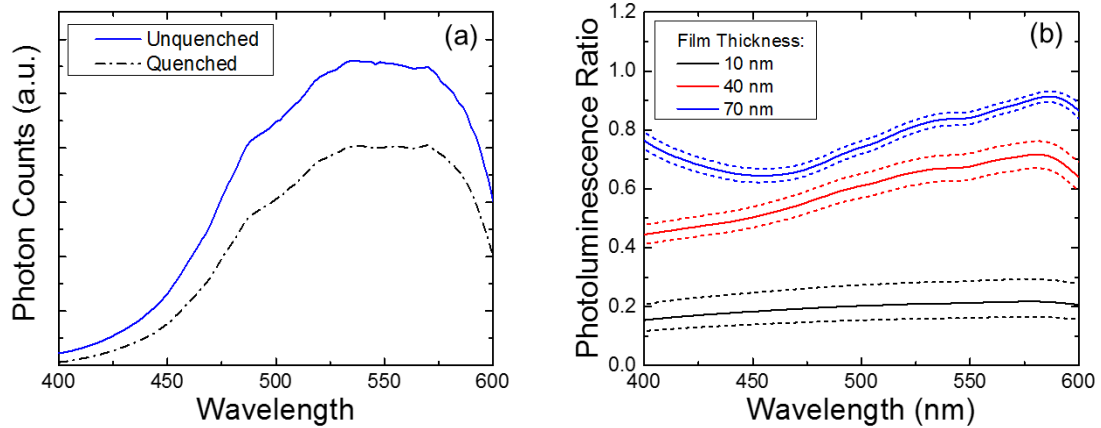 Photon Counts (a.u.)
Unquenched
Quenched
(a)
400 450 500 550 600
Wavelength
Photoluminescence Ratio
1.2
1.0
0.8
0.6
0.4
0.2
0.0
Film Thickness:
10 nm
40 nm
70 nm
(b)
400 450 500 550 600
Wavelength (nm)